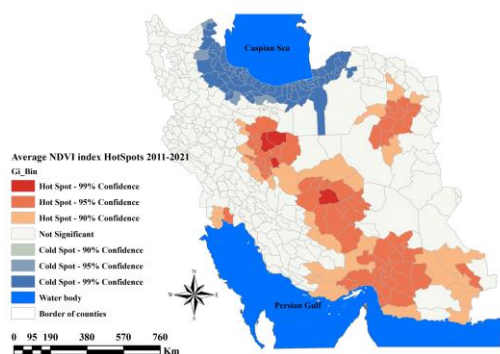 Caspian Sea
Average NDVI index HotSpots 2011-2021
Gi_Bin
Hot Spot - 99% Confidence
Hot Spot - 95% Confidence
Hot Spot - 90% Confidence
Not Significant
Cold Spot - 90% Confidence
Cold Spot - 95% Confidence
Cold Spot - 99% Confidence
Water body
Border of counties
N
W
E
S
Persian Gulf
0 95 190 380 570 760
Km